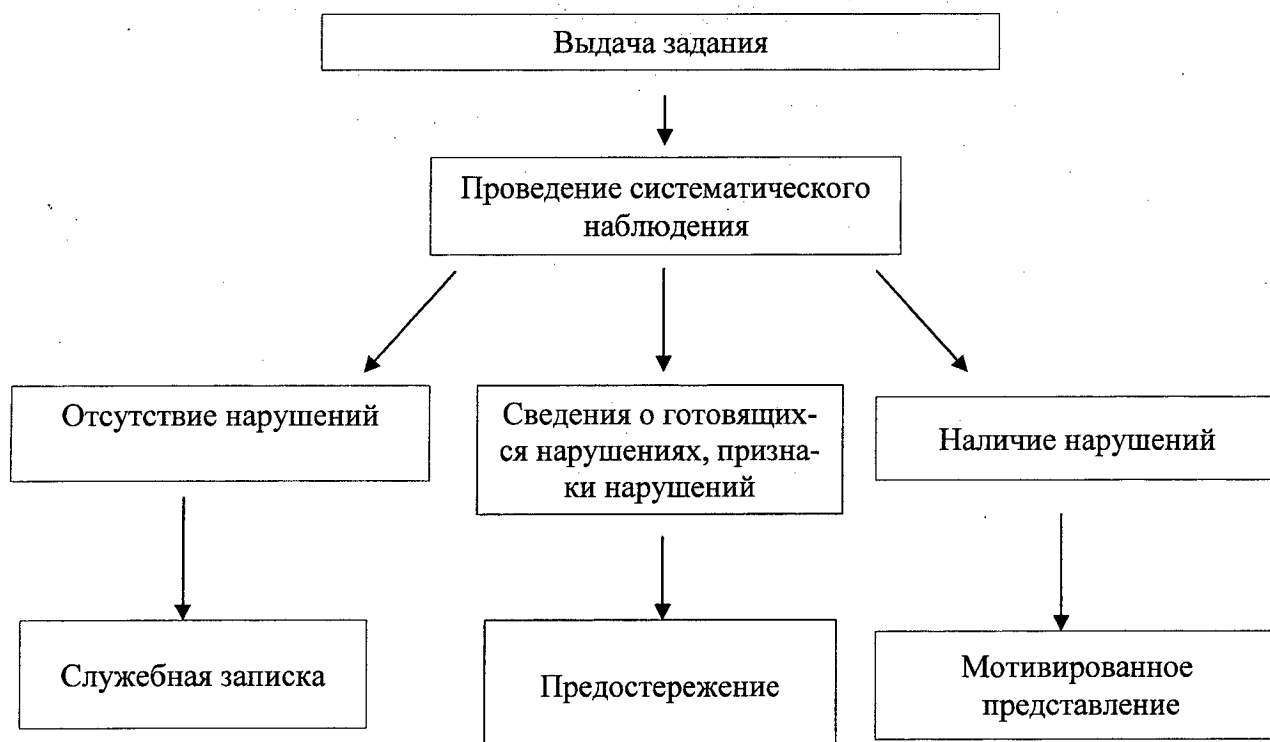 Выдача задания
Проведение систематического
наблюдения
Отсутствие нарушений
Сведения о готовящих-
ся нарушениях, призна-
ки нарушений
Наличие нарушений
Служебная записка
Предостережение
Мотивированное
представление